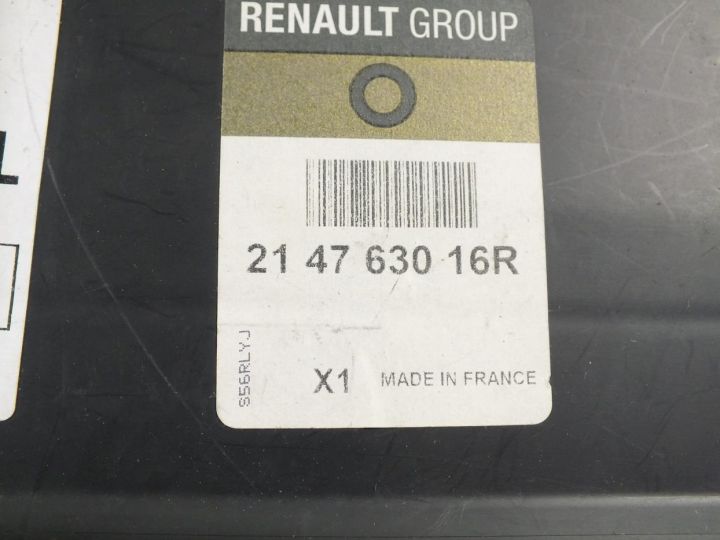 RENAULT GROUP
21 47 630 16R
S56RLYJ
X1 MADE IN FRANCE